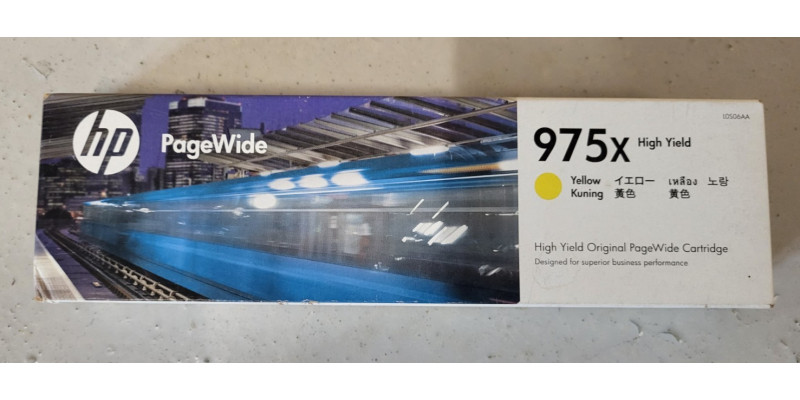 hp
PageWide
L0S06AA
975x High Yield
Yellow イエロー เหลือง 노랑
Kuning 黃色 黄色
High Yield Original PageWide Cartridge
Designed for superior business performance